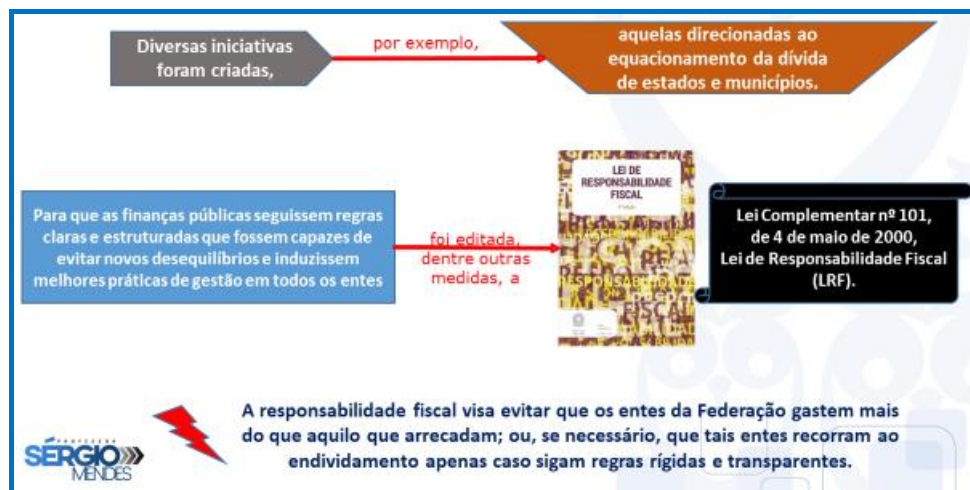 Diversas iniciativas
foram criadas,
por exemplo,
aquelas direcionadas ao
equacionamento da dívida
de estados e municípios.
Para que as finanças públicas seguissem regras
claras e estruturadas que fossem capazes de
evitar novos desequilíbrios e induzissem
melhores práticas de gestão em todos os entes
foi editada,
dentre outras
medidas, a
LEI DE
RESPONSABILIDADE
FISCAL
Lei Complementar nº 101,
de 4 de maio de 2000,
Lei de Responsabilidade Fiscal
(LRF).
A responsabilidade fiscal visa evitar que os entes da Federação gastem mais
do que aquilo que arrecadam; ou, se necessário, que tais entes recorram ao
endividamento apenas caso sigam regras rígidas e transparentes.
PROFESSOR
SÉRGIO
MENDES